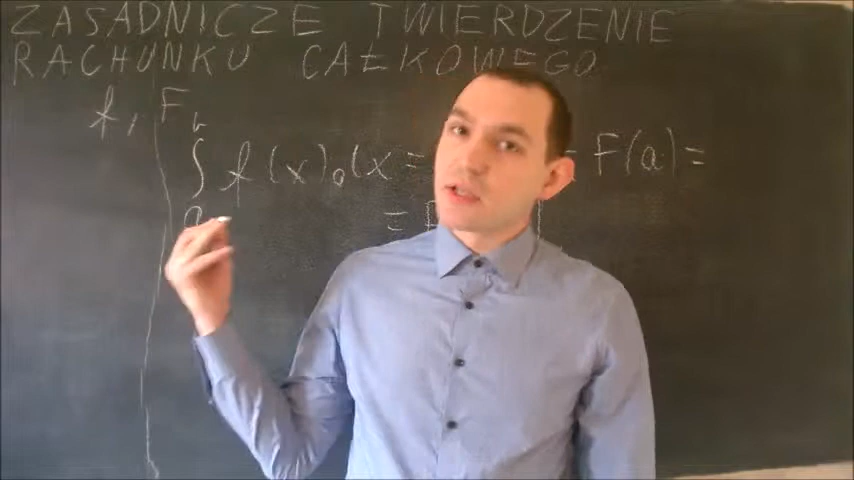 ZASADNICZE TWIERDZENIE
RACHUNKU CAŁKOWEGO
f, F
b
∫ f(x)dx = - F(a) =
a
= [